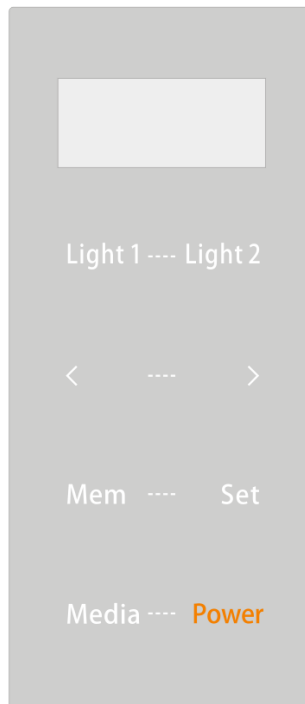 Light 1 ---- Light 2
< ---- >
Mem ---- Set
Media ---- Power